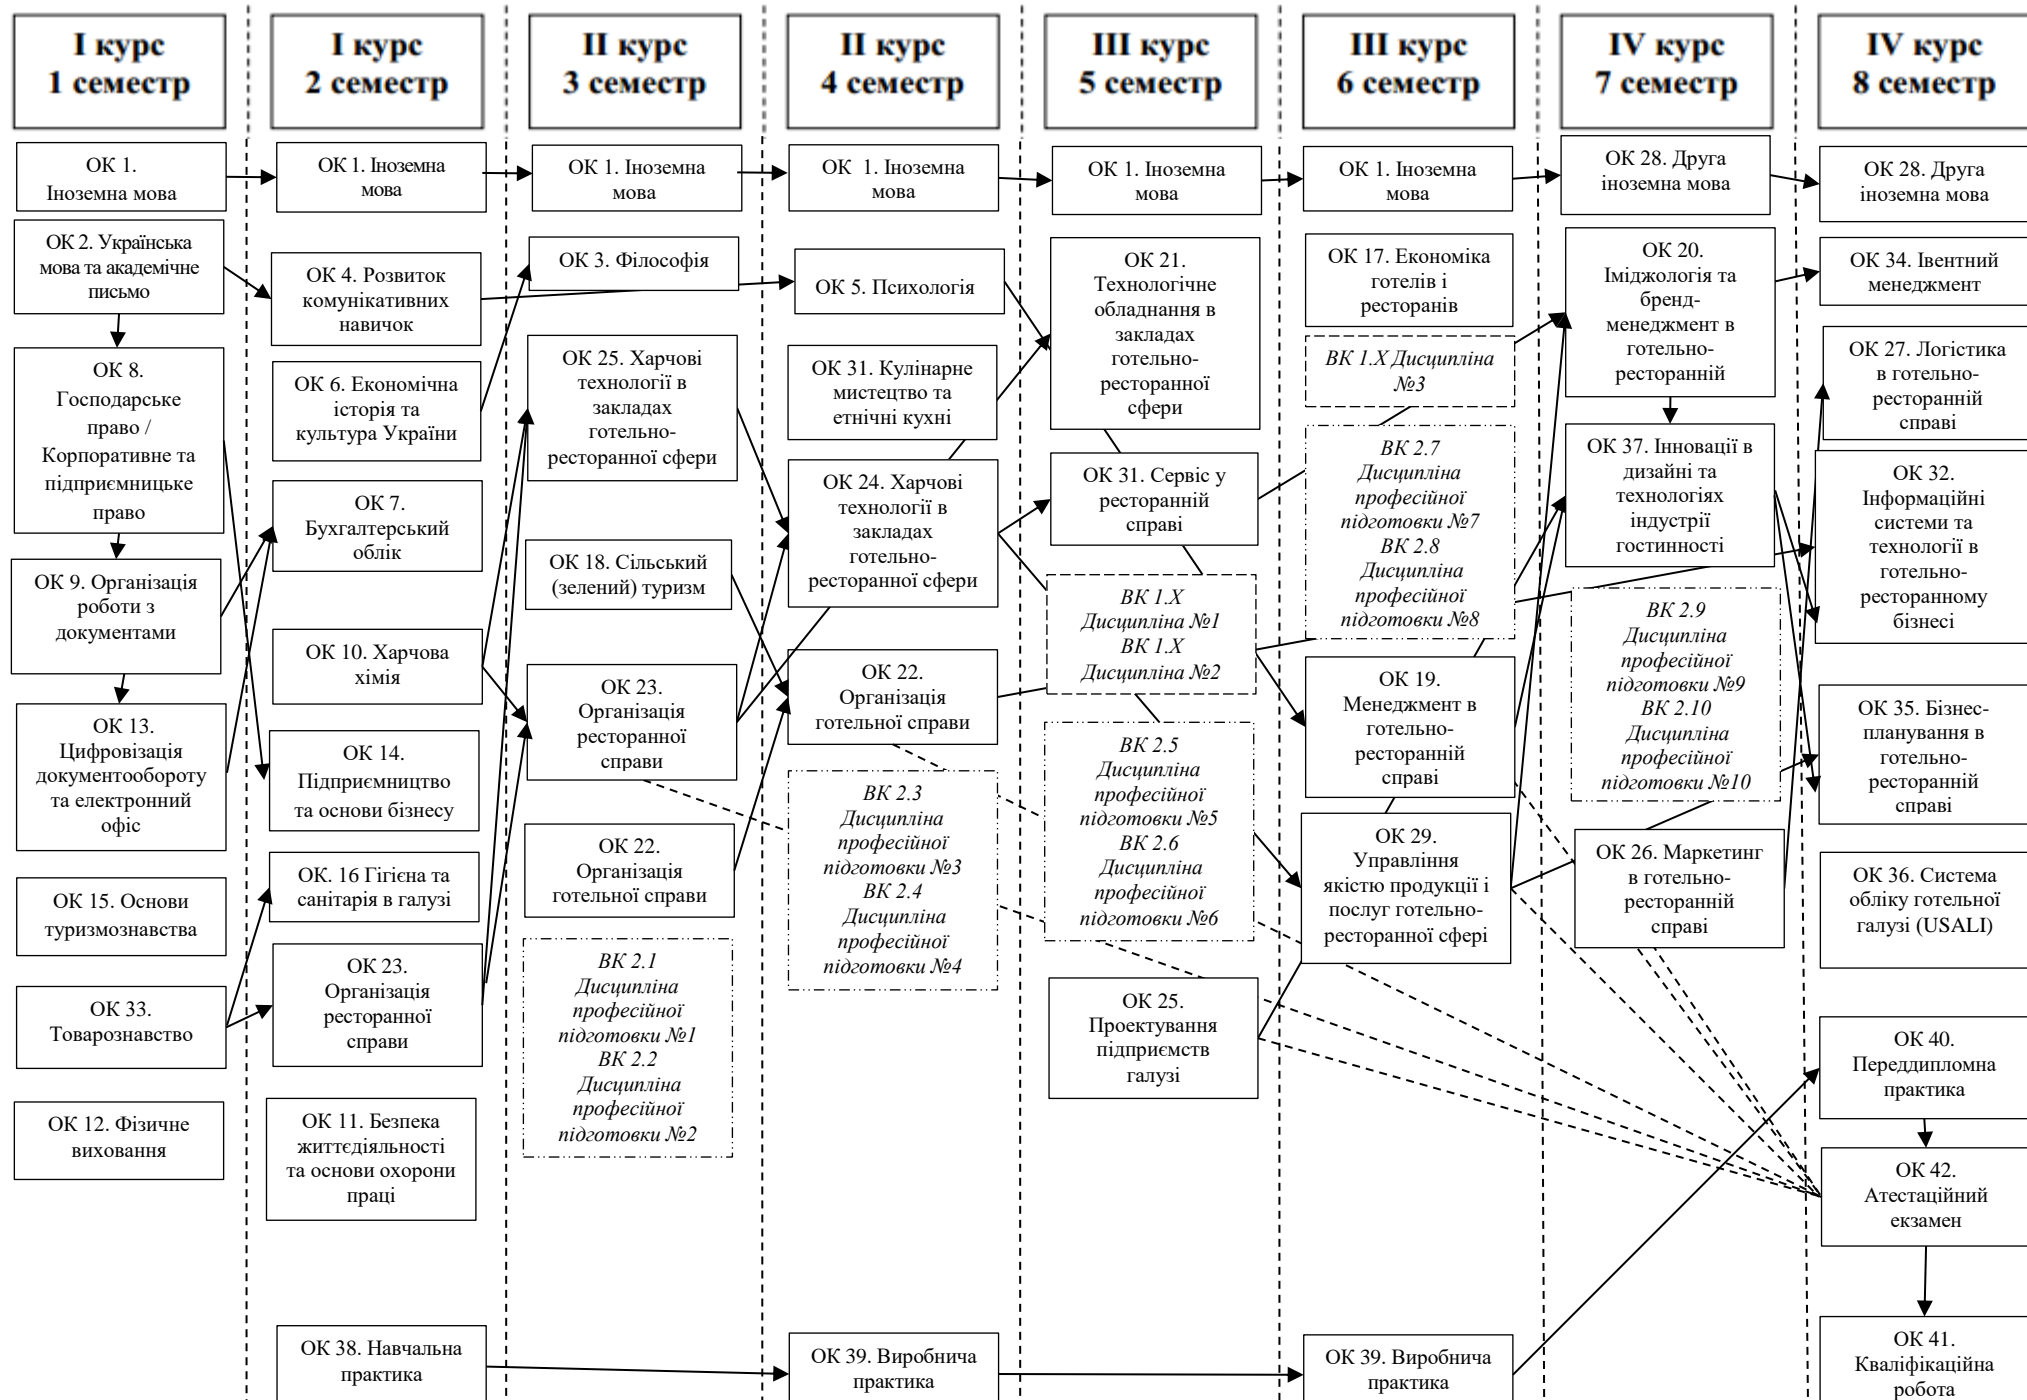 І курс
1 семестр
І курс
2 семестр
ІІ курс
3 семестр
ІІ курс
4 семестр
ІІІ курс
5 семестр
ІІІ курс
6 семестр
IV курс
7 семестр
IV курс
8 семестр
ОК 1.
Іноземна мова
ОК 2. Українська
мова та академічне
письмо
ОК 8.
Господарське
право /
Корпоративне та
підприємницьке
право
ОК 9. Організація
роботи з
документами
ОК 13.
Цифровізація
документообороту
та електронний
офіс
ОК 15. Основи
туризмознавства
ОК 33.
Товарознавство
ОК 12. Фізичне
виховання
ОК 1. Іноземна
мова
ОК 4. Розвиток
комунікативних
навичок
ОК 6. Економічна
історія та
культура України
ОК 7.
Бухгалтерський
облік
ОК 10. Харчова
хімія
ОК 14.
Підприємництво
та основи бізнесу
ОК. 16 Гігієна та
санітарія в галузі
ОК 23.
Організація
ресторанної
справи
ОК 11. Безпека
життєдіяльності
та основи охорони
праці
ОК 38. Навчальна
практика
ОК 1. Іноземна
мова
ОК 3. Філософія
ОК 25. Харчові
технології в
закладах
готельно-
ресторанної сфери
ОК 18. Сільський
(зелений) туризм
ОК 23.
Організація
ресторанної
справи
ОК 22.
Організація
готельної справи
ВК 2.1
Дисципліна
професійної
підготовки №1
ВК 2.2
Дисципліна
професійної
підготовки №2
ОК 1. Іноземна
мова
ОК 5. Психологія
ОК 31. Кулінарне
мистецтво та
етнічні кухні
ОК 24. Харчові
технології в
закладах
готельно-
ресторанної сфери
ОК 22.
Організація
готельної справи
ВК 2.3
Дисципліна
професійної
підготовки №3
ВК 2.4
Дисципліна
професійної
підготовки №4
ОК 39. Виробнича
практика
ОК 1. Іноземна
мова
ОК 21.
Технологічне
обладнання в
закладах
готельно-
ресторанної
сфери
ОК 31. Сервіс у
ресторанній
справі
ВК 1.Х
Дисципліна №1
ВК 1.Х
Дисципліна №2
ВК 2.5
Дисципліна
професійної
підготовки №5
ВК 2.6
Дисципліна
професійної
підготовки №6
ОК 25.
Проектування
підприємств
галузі
ОК 1. Іноземна
мова
ОК 17. Економіка
готелів і
ресторанів
ВК 1.Х Дисципліна
№3
ВК 2.7
Дисципліна
професійної
підготовки №7
ВК 2.8
Дисципліна
професійної
підготовки №8
ОК 19.
Менеджмент в
готельно-
ресторанній
справі
ОК 29.
Управління
якістю продукції і
послуг готельно-
ресторанної сфері
ОК 39. Виробнича
практика
ОК 28. Друга
іноземна мова
ОК 20.
Іміджологія та
бренд-
менеджмент в
готельно-
ресторанній
ОК 37. Інновації в
дизайні та
технологіях
індустрії
гостинності
ВК 2.9
Дисципліна
професійної
підготовки №9
ВК 2.10
Дисципліна
професійної
підготовки №10
ОК 26. Маркетинг
в готельно-
ресторанній
справі
ОК 28. Друга
іноземна мова
ОК 34. Івентний
менеджмент
ОК 27. Логістика
в готельно-
ресторанній
справі
ОК 32.
Інформаційні
системи та
технології в
готельно-
ресторанному
бізнесі
ОК 35. Бізнес-
планування в
готельно-
ресторанній
справі
ОК 36. Система
обліку готельної
галузі (USALI)
ОК 40.
Переддипломна
практика
ОК 42.
Атестаційний
екзамен
ОК 41.
Кваліфікаційна
робота